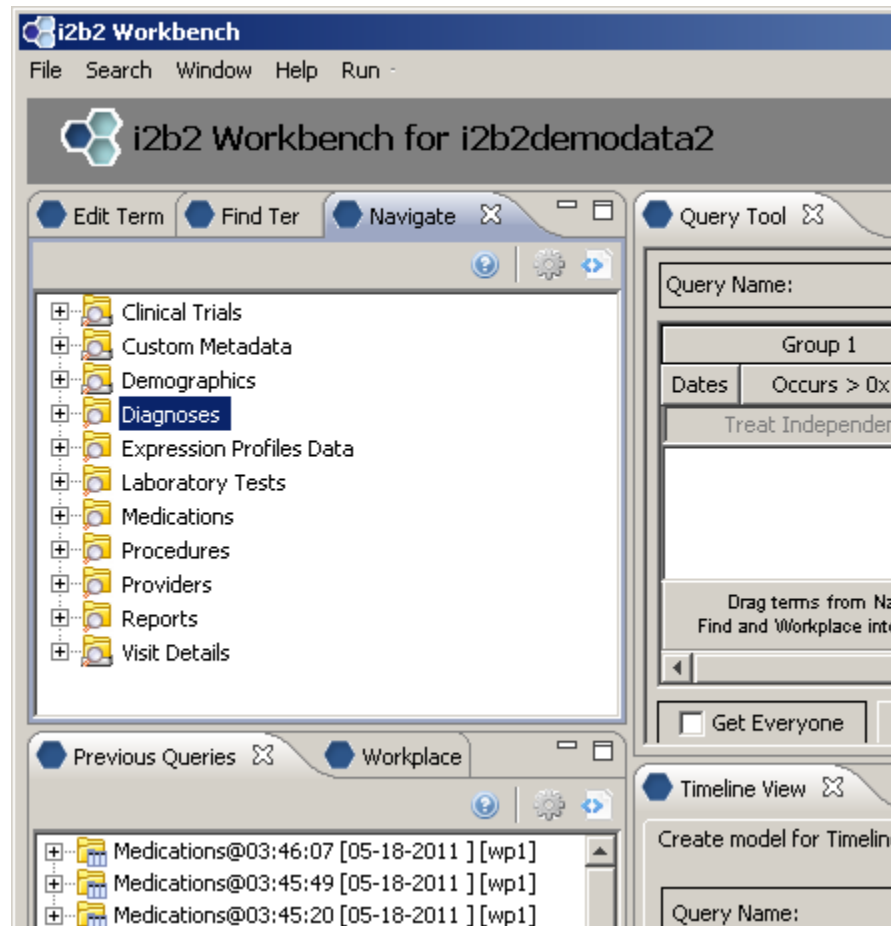 i2b2 Workbench
File Search Window Help Run
i2b2 Workbench for i2b2demodata2
Edit Term Find Ter Navigate
Clinical Trials
Custom Metadata
Demographics
Diagnoses
Expression Profiles Data
Laboratory Tests
Medications
Procedures
Providers
Reports
Visit Details
Query Tool
Query Name:
Group 1
Dates Occurs > 0x
Treat Independen
Drag terms from Na
Find and Workplace int
Get Everyone
Previous Queries Workplace
Medications@03:46:07 [05-18-2011 ] [wp1]
Medications@03:45:49 [05-18-2011 ] [wp1]
Medications@03:45:20 [05-18-2011 ] [wp1]
Timeline View
Create model for Timelin
Query Name: